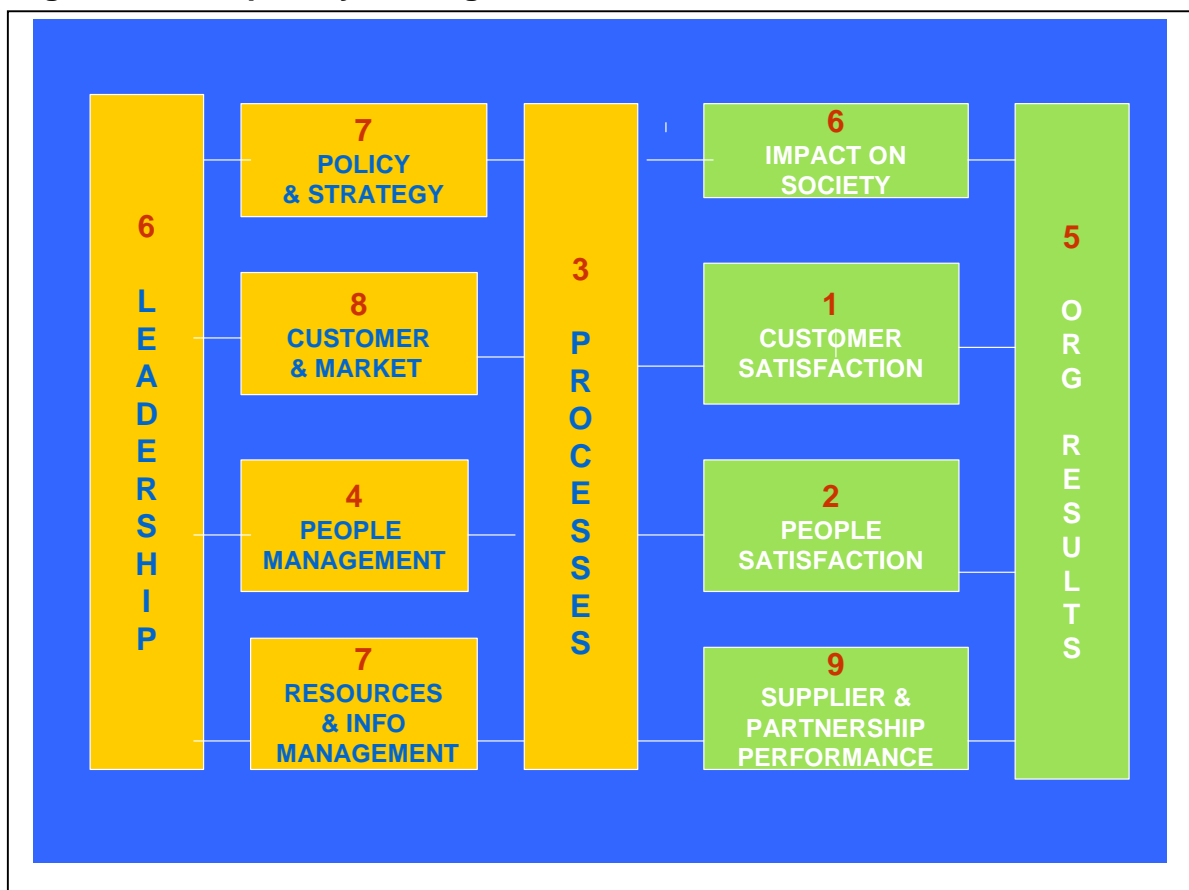 6
L
E
A
D
E
R
S
H
I
P
7
POLICY
& STRATEGY
8
CUSTOMER
& MARKET
4
PEOPLE
MANAGEMENT
7
RESOURCES
& INFO
MANAGEMENT
3
P
R
O
C
E
S
S
E
S
6
IMPACT ON
SOCIETY
1
CUSTOMER
SATISFACTION
2
PEOPLE
SATISFACTION
9
SUPPLIER &
PARTNERSHIP
PERFORMANCE
5
O
R
G
R
E
S
U
L
T
S